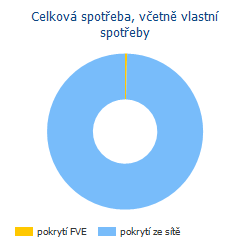 Celková spotřeba, včetně vlastní
spotřeby
pokrytí FVE
pokrytí ze sítě